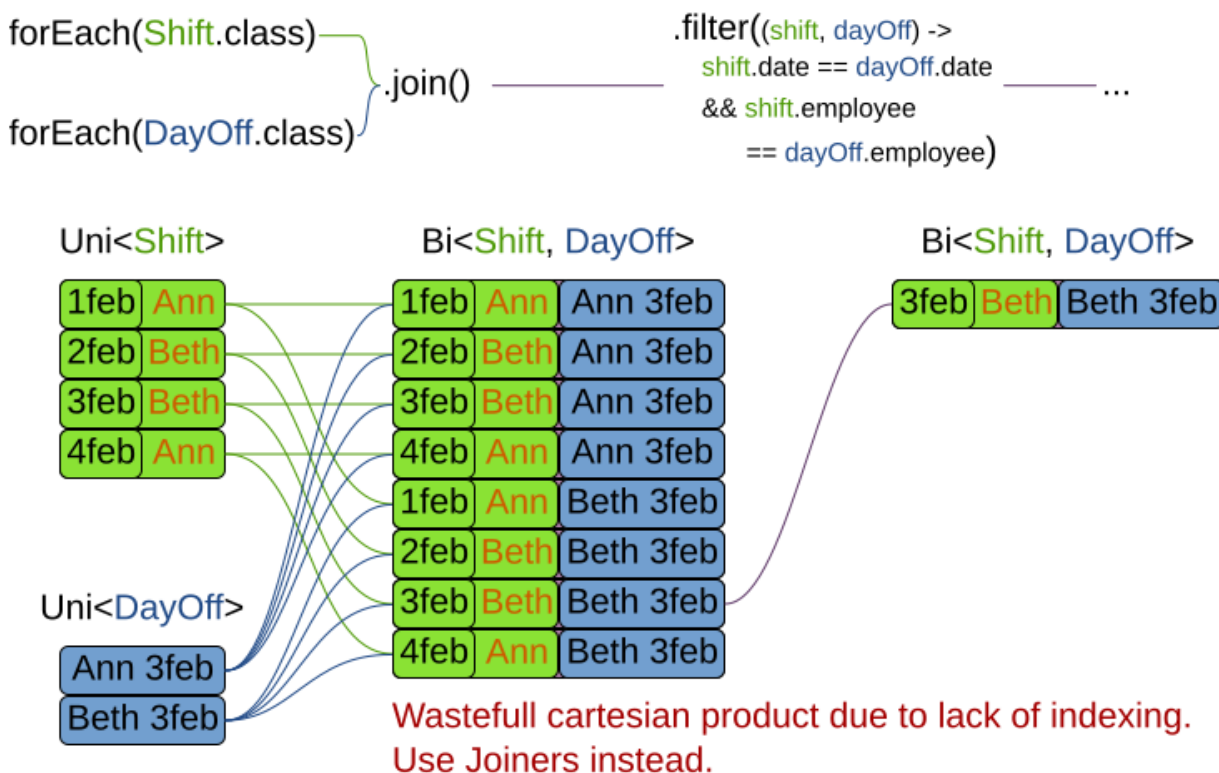 forEach(Shift.class)
forEach(DayOff.class)
.join()
.filter((shift, dayOff) ->
shift.date == dayOff.date
&& shift.employee
== dayOff.employee)
...
Uni<Shift>
1feb Ann
2feb Beth
3feb Beth
4feb Ann
Uni<DayOff>
Ann 3feb
Beth 3feb
Bi<Shift, DayOff>
1feb Ann Ann 3feb
2feb Beth Ann 3feb
3feb Beth Ann 3feb
4feb Ann Ann 3feb
1feb Ann Beth 3feb
2feb Beth Beth 3feb
3feb Beth Beth 3feb
4feb Ann Beth 3feb
Bi<Shift, DayOff>
3feb Beth Beth 3feb
Wastefull cartesian product due to lack of indexing.
Use Joiners instead.